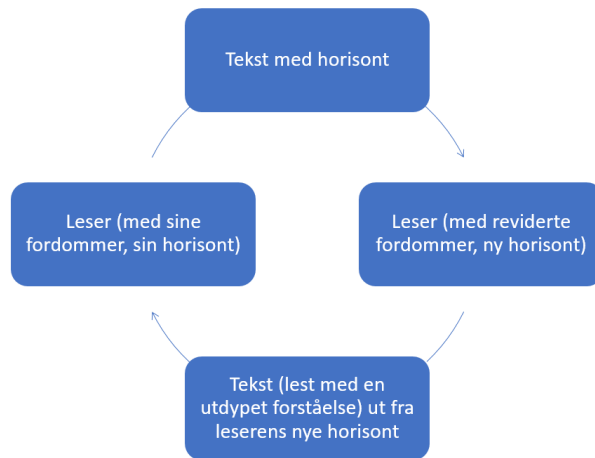 Tekst med horisont
Leser (med sine
fordommer, sin horisont)
Leser (med reviderte
fordommer, ny horisont)
Tekst (lest med en
utdypet forståelse) ut fra
leserens nye horisont